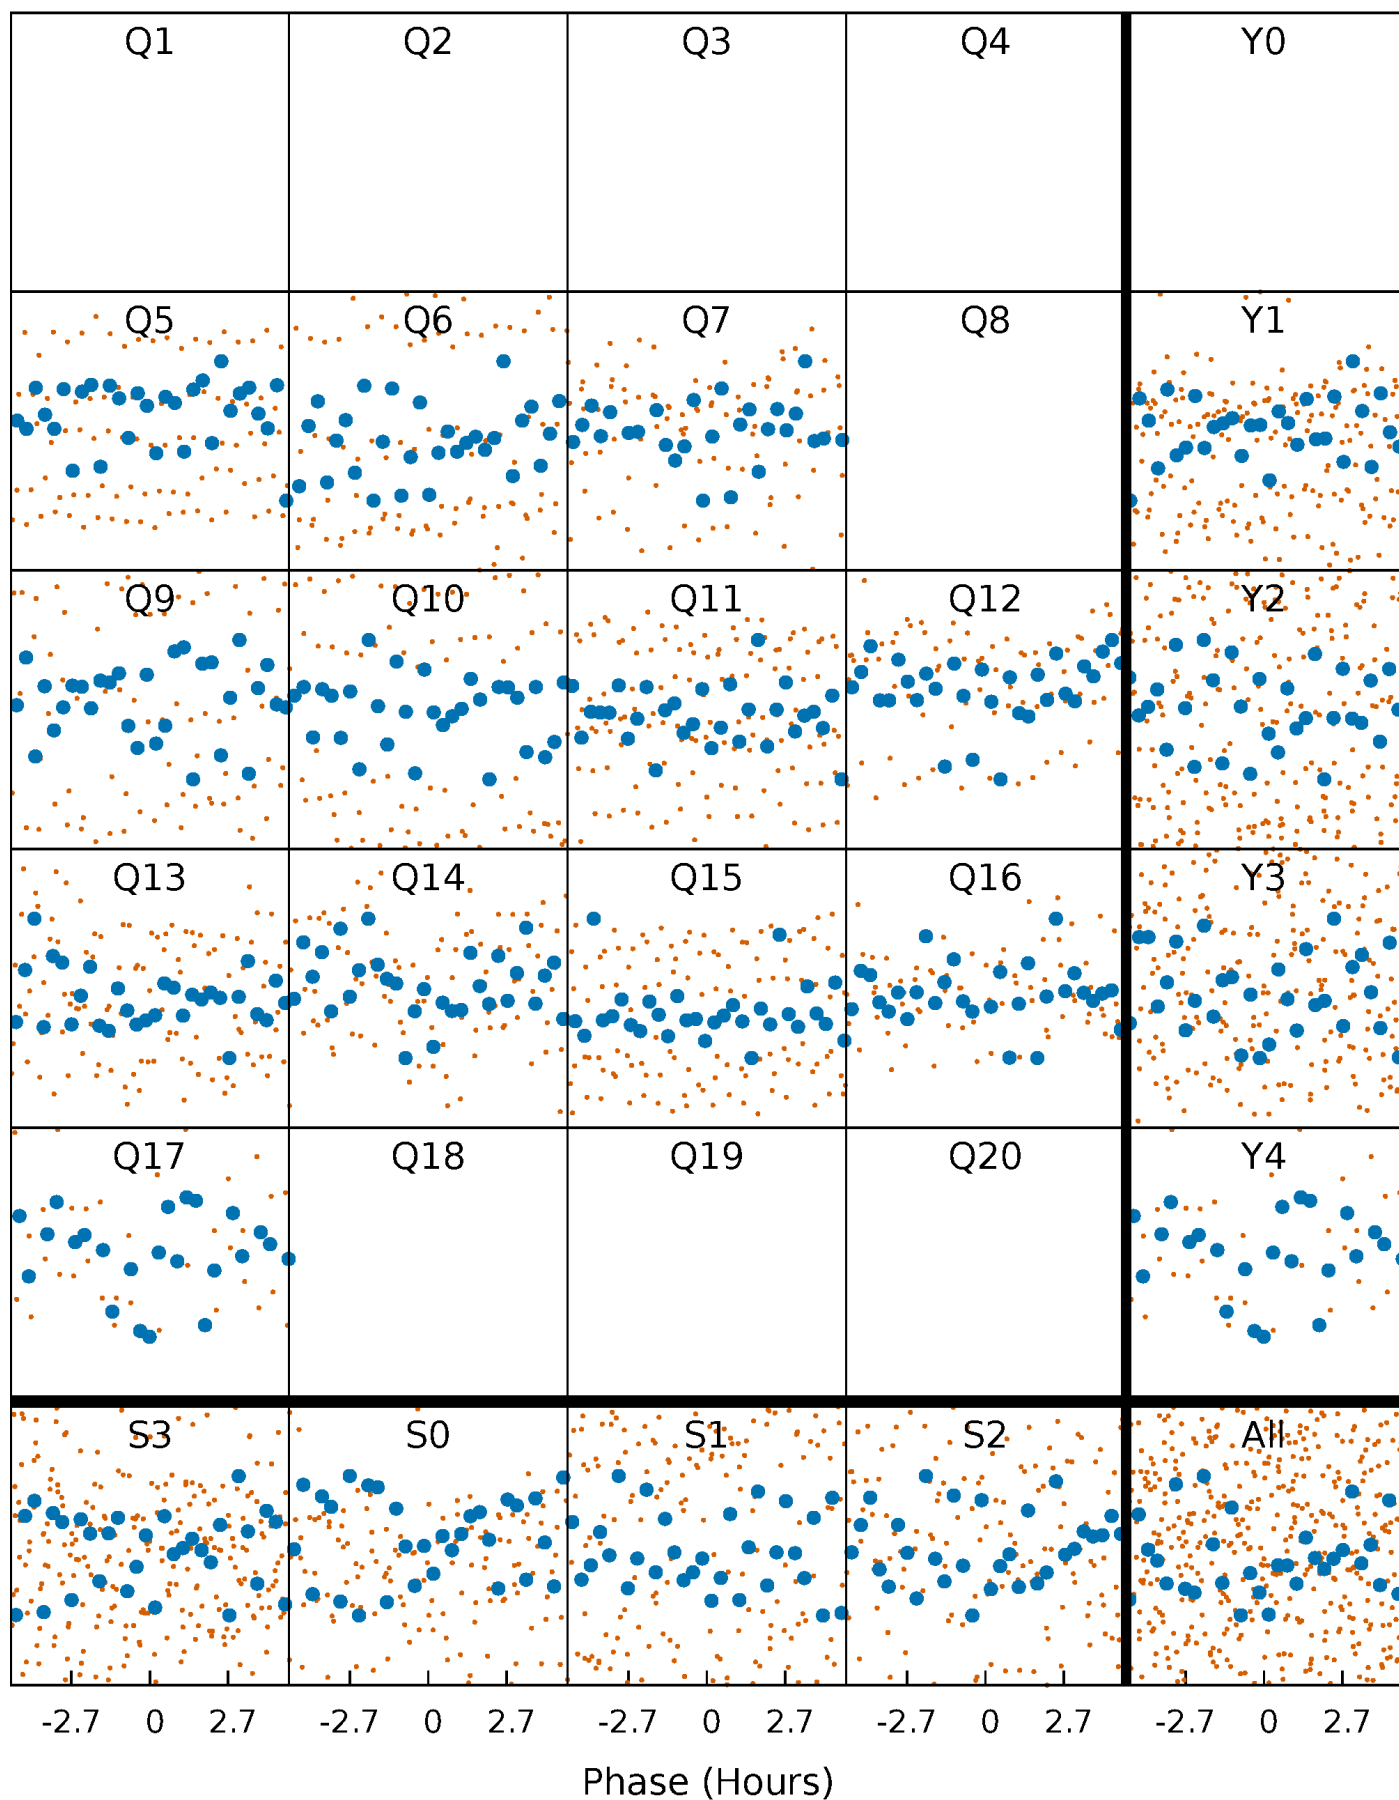 Q1 Q2 Q3 Q4 Y0
Q5 Q6 Q7 Q8 Y1
Q9 Q10 Q11 Q12 Y2
Q13 Q14 Q15 Q16 Y3
Q17 Q18 Q19 Q20 Y4
S3 S0 S1 S2 All
-2.7 0 2.7 -2.7 0 2.7 -2.7 0 2.7 -2.7 0 2.7 -2.7 0 2.7
Phase (Hours)